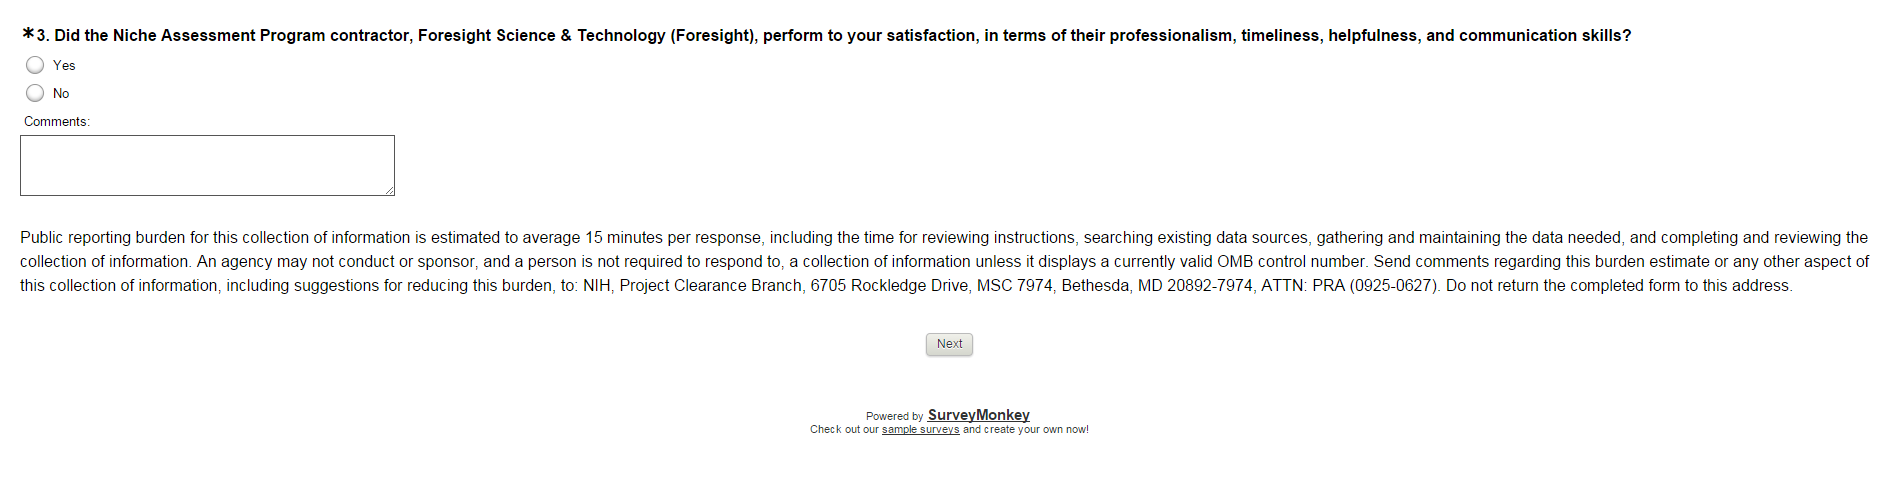 *3. Did the Niche Assessment Program contractor, Foresight Science & Technology (Foresight), perform to your satisfaction, in terms of their professionalism, timeliness, helpfulness, and communication skills?
Yes
No
Comments:
Public reporting burden for this collection of information is estimated to average 15 minutes per response, including the time for reviewing instructions, searching existing data sources, gathering and maintaining the data needed, and completing and reviewing the
collection of information. An agency may not conduct or sponsor, and a person is not required to respond to, a collection of information unless it displays a currently valid OMB control number. Send comments regarding this burden estimate or any other aspect of
this collection of information, including suggestions for reducing this burden, to: NIH, Project Clearance Branch, 6705 Rockledge Drive, MSC 7974, Bethesda, MD 20892-7974, ATTN: PRA (0925-0627). Do not return the completed form to this address.
Next
Powered by SurveyMonkey
Check out our sample surveys and create your own now!